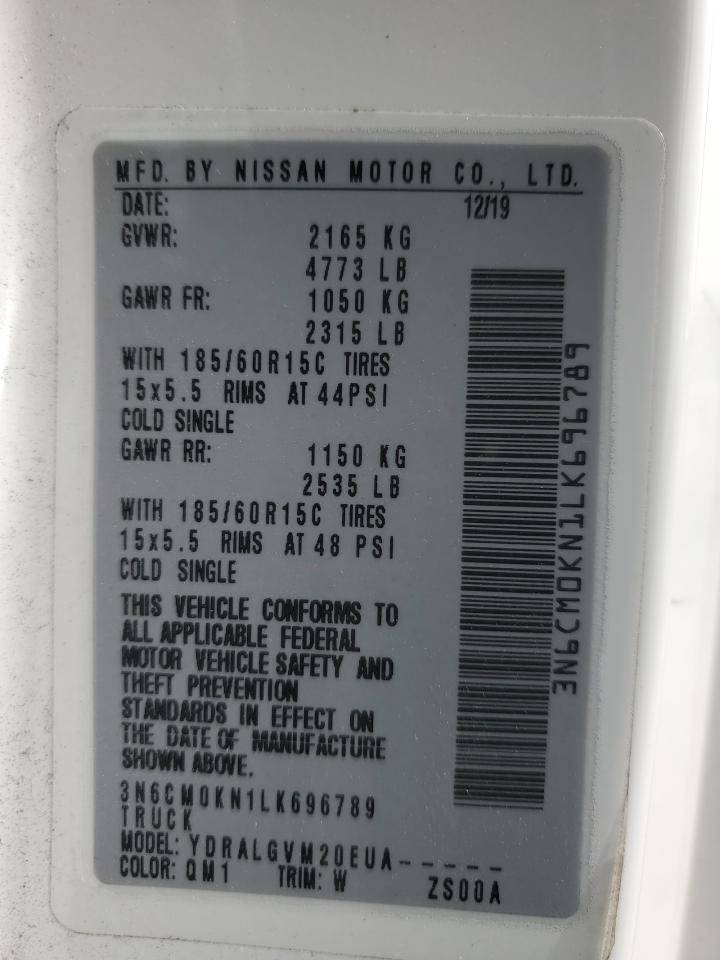 MFD. BY NISSAN MOTOR CO., LTD.
DATE: 12/19
GVWR: 2165 KG
4773 LB
GAWR FR: 1050 KG
2315 LB
WITH 185/60R15C TIRES
15x5.5 RIMS AT 44PSI
COLD SINGLE
GAWR RR: 1150 KG
2535 LB
WITH 185/60R15C TIRES
15x5.5 RIMS AT 48 PSI
COLD SINGLE
THIS VEHICLE CONFORMS TO
ALL APPLICABLE FEDERAL
MOTOR VEHICLE SAFETY AND
THEFT PREVENTION
STANDARDS IN EFFECT ON
THE DATE OF MANUFACTURE
SHOWN ABOVE.
3N6CM0KN1LK696789
TRUCK
MODEL: YDRALGVM20EUA-----
COLOR: QM1 TRIM: W ZS00A
3N6CM0KN1LK696789